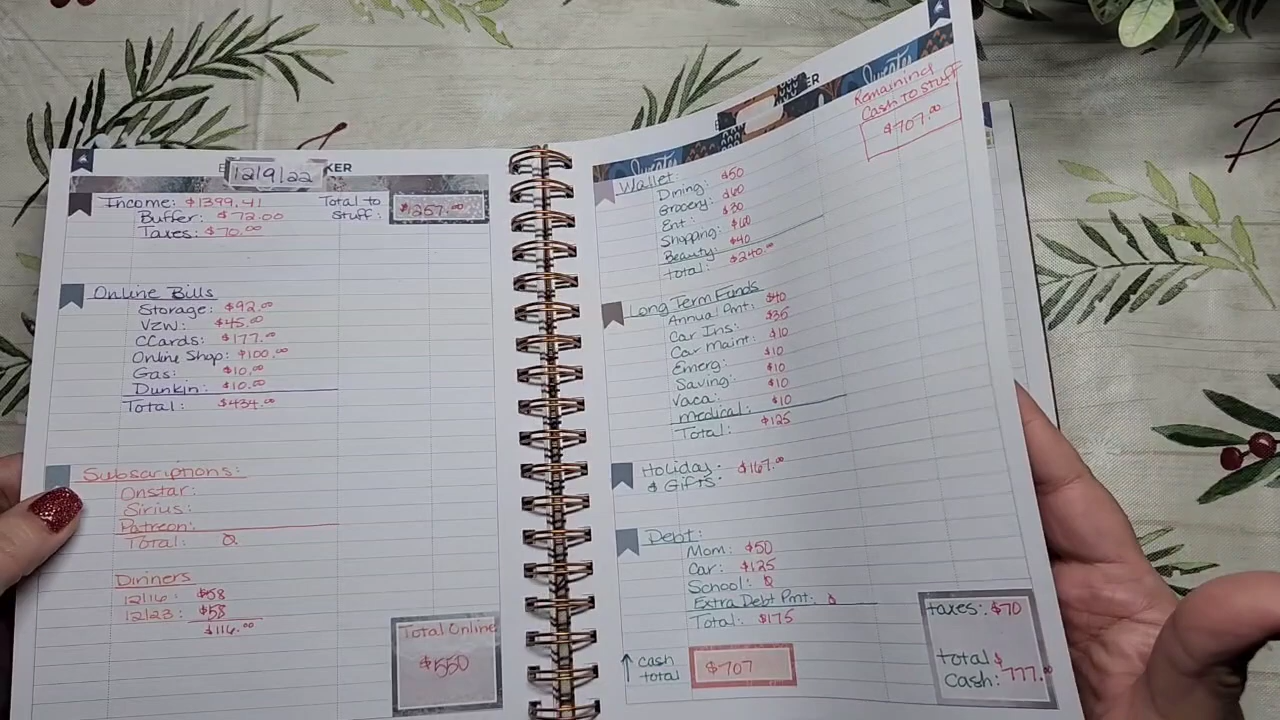 12/9/22
KER
Income: $1399.41
Total to stuff: $1257.00
Buffer: $72.00
Taxes: $70.00
Online Bills
Storage: $92.00
VZW: $45.00
CCards: $177.00
Online Shop: $100.00
Gas: $10.00
Dunkin: $10.00
Total: $434.00
Subscriptions:
Onstar:
Sirius:
Patreon:
Total: 0
Dinners
12/16: $58
12/23: $58
$116.00
Total Online
$550
ER
Sweater
Remaining
Cash to Stuff
$707.00
Wallet:
Dining: $50
Grocery: $60
Ent: $30
Shopping: $60
Beauty: $40
Total: $240.00
Long Term Funds
Annual Pmt: $40
Car Ins: $35
Car Maint: $10
Emerg: $10
Saving: $10
Vaca: $10
Medical: $10
Total: $125
Holiday
& Gifts: $167.00
Debt:
Mom: $50
Car: $125
School: 0
Extra Debt Pmt: 0
Total: $175
↑ Cash
total
$707
Taxes: $70
total
Cash: $777.00